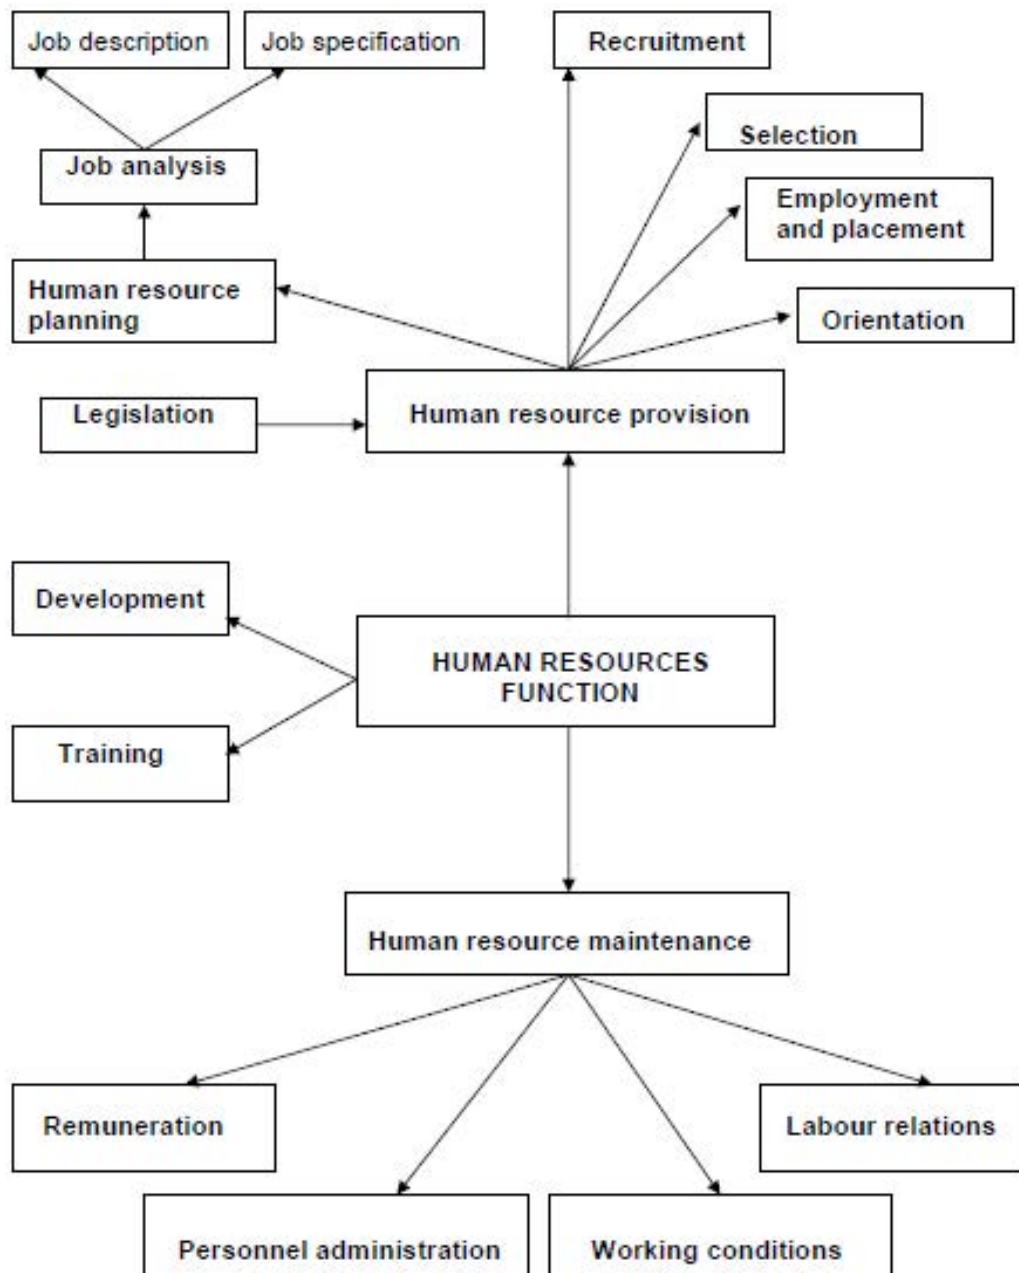 Job description
Job specification
Recruitment
Selection
Job analysis
Employment
and placement
Human resource
planning
Orientation
Legislation
Human resource provision
Development
HUMAN RESOURCES
FUNCTION
Training
Human resource maintenance
Remuneration
Labour relations
Personnel administration
Working conditions